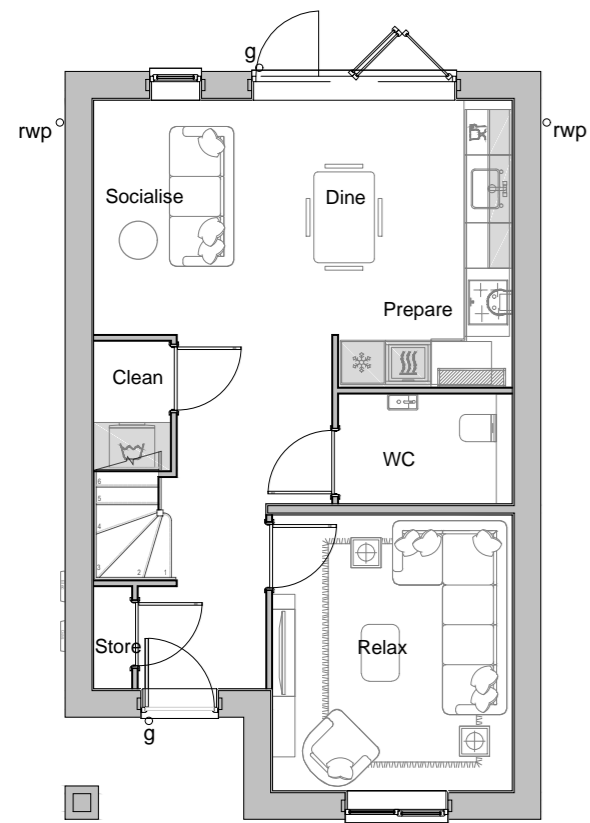 g
rwp
rwp
Socialise
Dine
Prepare
Clean
WC
6
5
4
3
2
1
Store
Relax
g